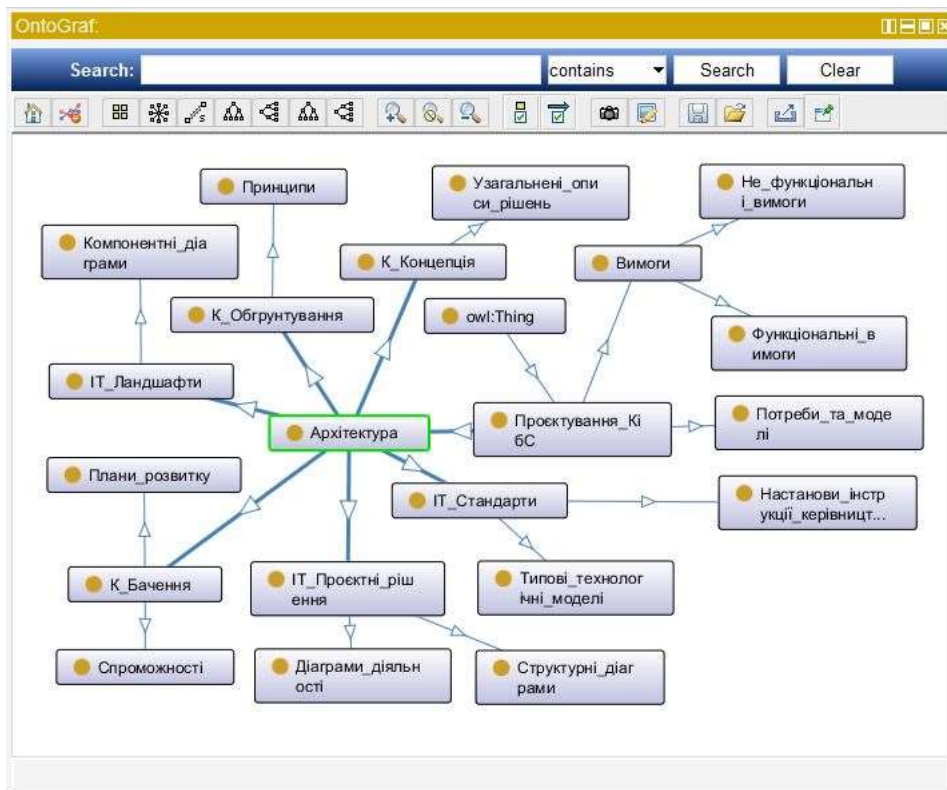 OntoGraf:
Search:
contains
Search
Clear
Принципи
Узагальнені_опи
си_рішень
Не_функціональн
і_вимоги
Компонентні_діа
грами
К_Концепція
Вимоги
К_Обгрунтування
owl:Thing
Функціональні_в
имоги
ІТ_Ландшафти
Архітектура
Проєктування_Кі
бС
Потреби_та_моде
лі
Плани_розвитку
ІТ_Стандарти
Настанови_інстр
укції_керівницт...
К_Бачення
ІТ_Проєктні_ріш
ення
Типові_технолог
ічні_моделі
Спроможності
Діаграми_діяльн
ості
Структурні_діаг
рами